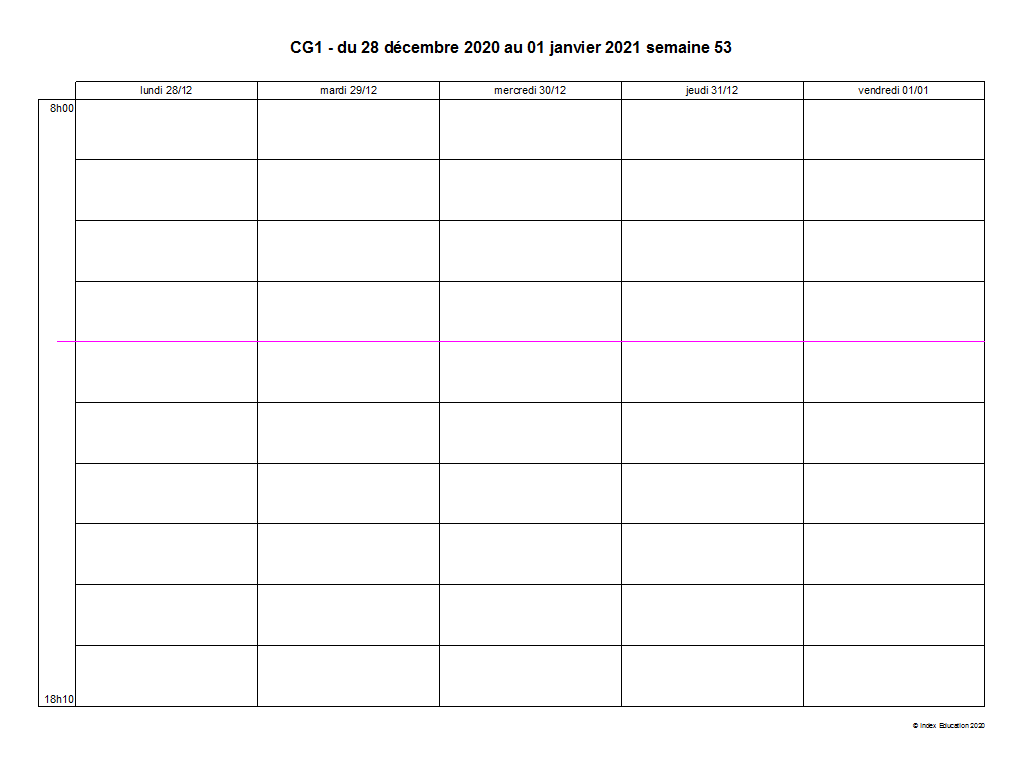 CG1 - du 28 décembre 2020 au 01 janvier 2021 semaine 53
lundi 28/12 mardi 29/12 mercredi 30/12 jeudi 31/12 vendredi 01/01
8h00
18h10
© Index Education 2020